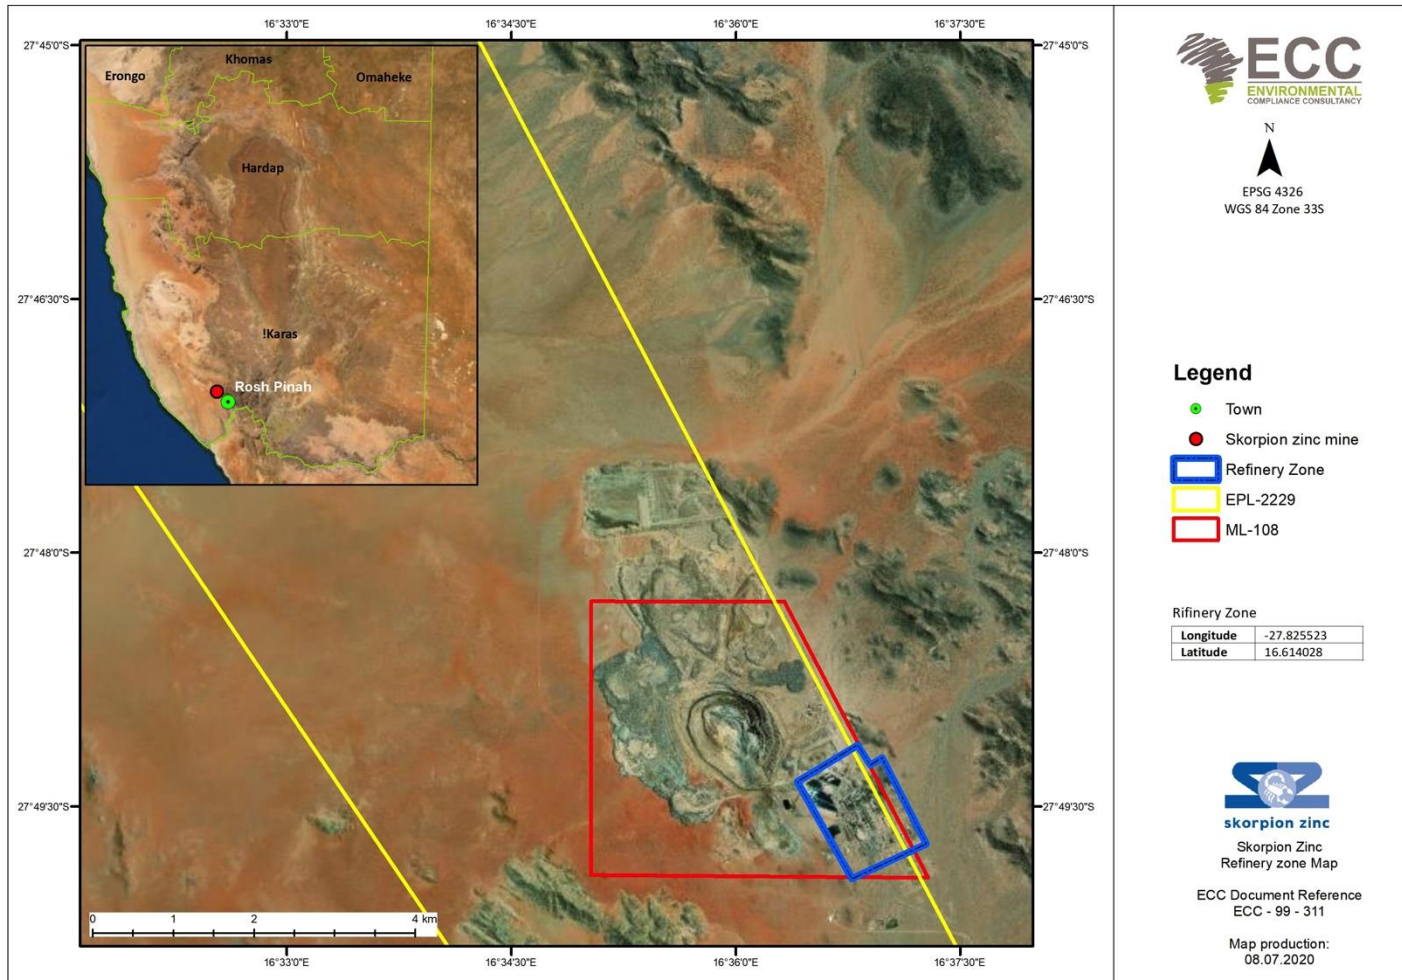 16°33'0"E 16°34'30"E 16°36'0"E 16°37'30"E
27°45'0"S 27°45'0"S
Khomas
Erongo Omaheke
Hardap
!Karas
Rosh Pinah
27°46'30"S 27°46'30"S
27°48'0"S 27°48'0"S
27°49'30"S 27°49'30"S
0 1 2 4 km
16°33'0"E 16°34'30"E 16°36'0"E 16°37'30"E
ECC
ENVIRONMENTAL
COMPLIANCE CONSULTANCY
N
EPSG 4326
WGS 84 Zone 33S
Legend
Town
Skorpion zinc mine
Refinery Zone
EPL-2229
ML-108
Rifinery Zone
Longitude -27.825523
Latitude 16.614028
skorpion zinc
Skorpion Zinc
Refinery zone Map
ECC Document Reference
ECC - 99 - 311
Map production:
08.07.2020